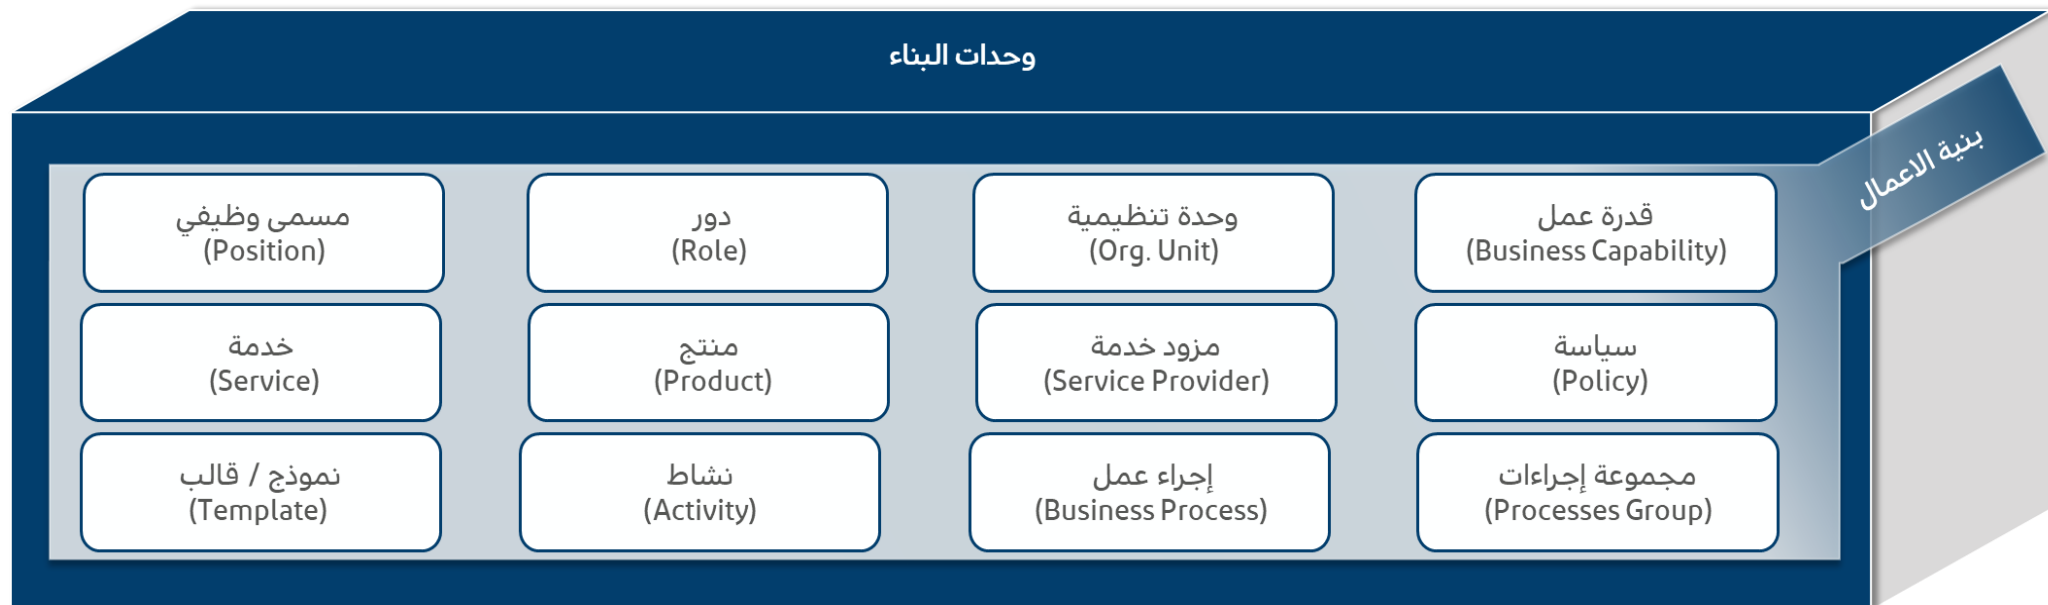 وحدات البناء
بنية الاعمال
قدرة عمل
(Business Capability)
وحدة تنظيمية
(Org. Unit)
دور
(Role)
مسمى وظيفي
(Position)
سياسة
(Policy)
مزود خدمة
(Service Provider)
منتج
(Product)
خدمة
(Service)
مجموعة إجراءات
(Processes Group)
إجراء عمل
(Business Process)
نشاط
(Activity)
نموذج / قالب
(Template)